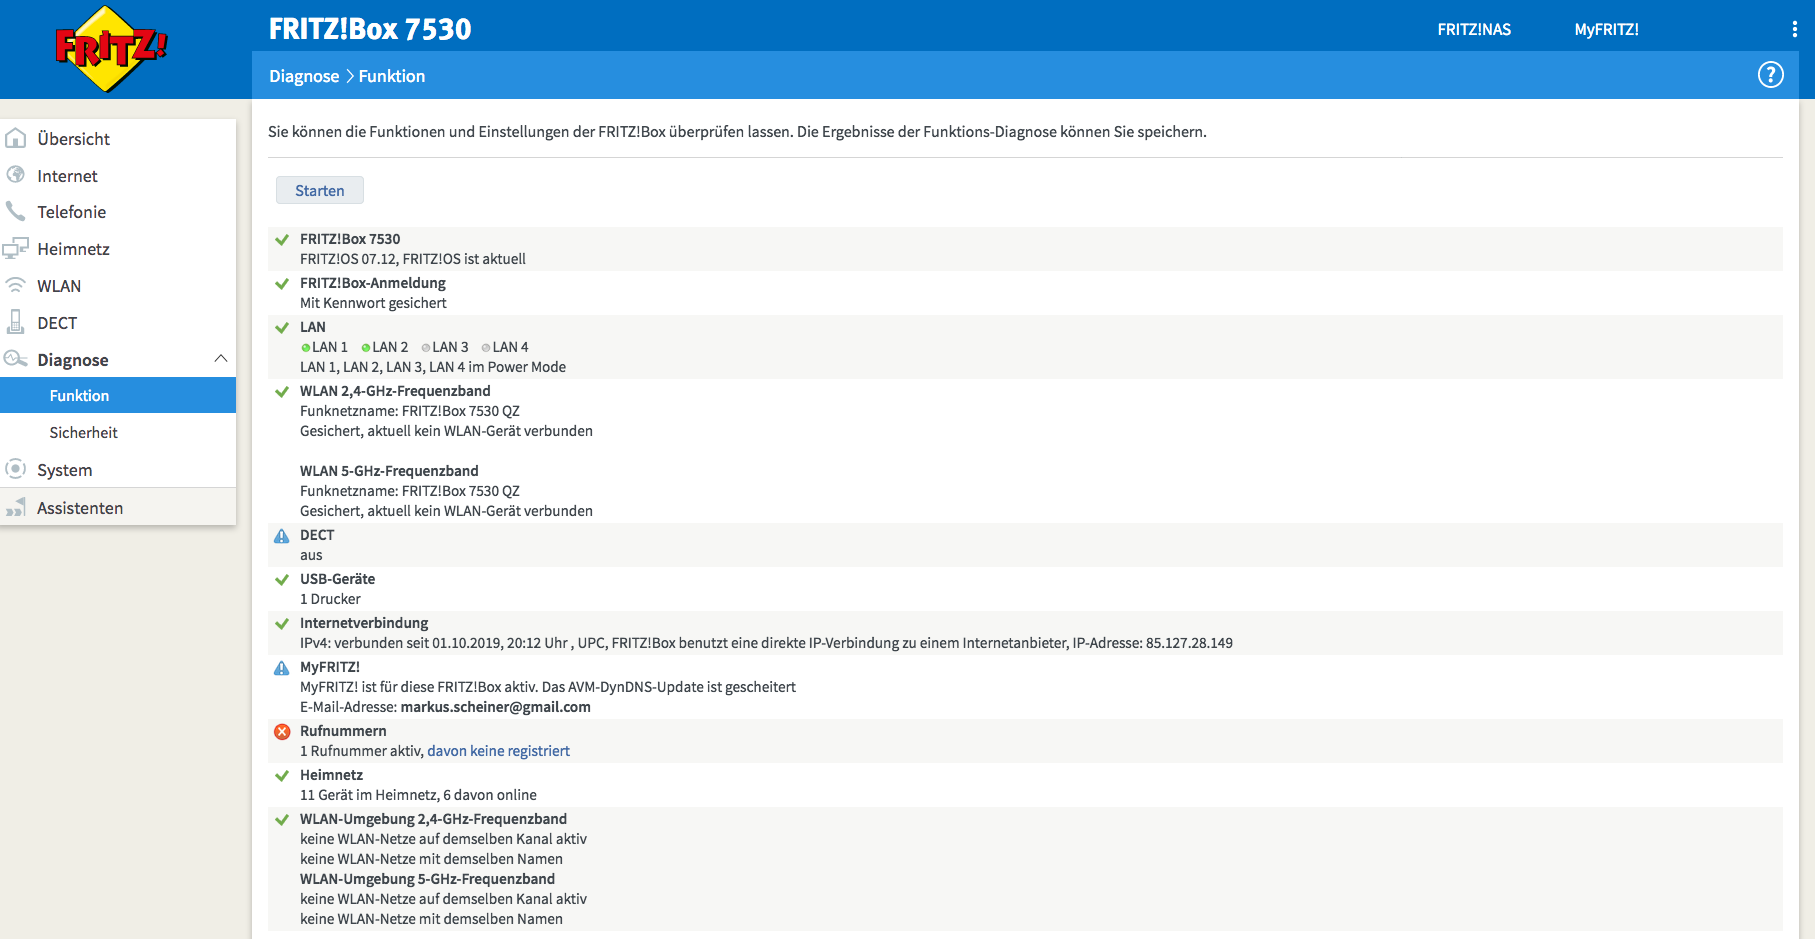 FRITZ!
FRITZ!Box 7530
FRITZ!NAS
MyFRITZ!
Diagnose > Funktion
?
Übersicht
Internet
Telefonie
Heimnetz
WLAN
DECT
Diagnose
Funktion
Sicherheit
System
Assistenten
Sie können die Funktionen und Einstellungen der FRITZ!Box überprüfen lassen. Die Ergebnisse der Funktions-Diagnose können Sie speichern.
Starten
FRITZ!Box 7530
FRITZ!OS 07.12, FRITZ!OS ist aktuell
FRITZ!Box-Anmeldung
Mit Kennwort gesichert
LAN
LAN 1 LAN 2 LAN 3 LAN 4
LAN 1, LAN 2, LAN 3, LAN 4 im Power Mode
WLAN 2,4-GHz-Frequenzband
Funknetzname: FRITZ!Box 7530 QZ
Gesichert, aktuell kein WLAN-Gerät verbunden
WLAN 5-GHz-Frequenzband
Funknetzname: FRITZ!Box 7530 QZ
Gesichert, aktuell kein WLAN-Gerät verbunden
DECT
aus
USB-Geräte
1 Drucker
Internetverbindung
IPv4: verbunden seit 01.10.2019, 20:12 Uhr , UPC, FRITZ!Box benutzt eine direkte IP-Verbindung zu einem Internetanbieter, IP-Adresse: 85.127.28.149
MyFRITZ!
MyFRITZ! ist für diese FRITZ!Box aktiv. Das AVM-DynDNS-Update ist gescheitert
E-Mail-Adresse: markus.scheiner@gmail.com
Rufnummern
1 Rufnummer aktiv, davon keine registriert
Heimnetz
11 Gerät im Heimnetz, 6 davon online
WLAN-Umgebung 2,4-GHz-Frequenzband
keine WLAN-Netze auf demselben Kanal aktiv
keine WLAN-Netze mit demselben Namen
WLAN-Umgebung 5-GHz-Frequenzband
keine WLAN-Netze auf demselben Kanal aktiv
keine WLAN-Netze mit demselben Namen